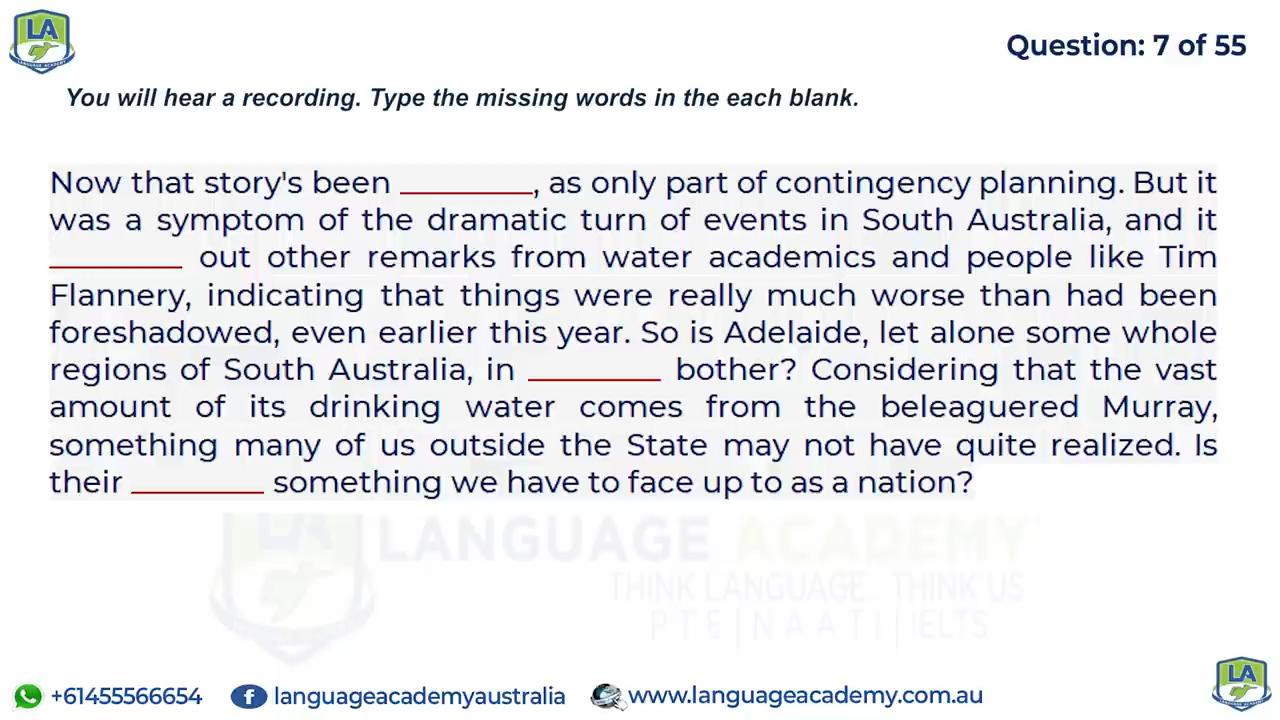 LA
LANGUAGE ACADEMY
Question: 7 of 55
You will hear a recording. Type the missing words in the each blank.
Now that story's been _________, as only part of contingency planning. But it
was a symptom of the dramatic turn of events in South Australia, and it
_________ out other remarks from water academics and people like Tim
Flannery, indicating that things were really much worse than had been
foreshadowed, even earlier this year. So is Adelaide, let alone some whole
regions of South Australia, in _________ bother? Considering that the vast
amount of its drinking water comes from the beleaguered Murray,
something many of us outside the State may not have quite realized. Is
their _________ something we have to face up to as a nation?
LA
LANGUAGE ACADEMY
THINK LANGUAGE, THINK US
PTE|NAATI|IELTS
+61455566654
f languageacademyaustralia
www.languageacademy.com.au
LA